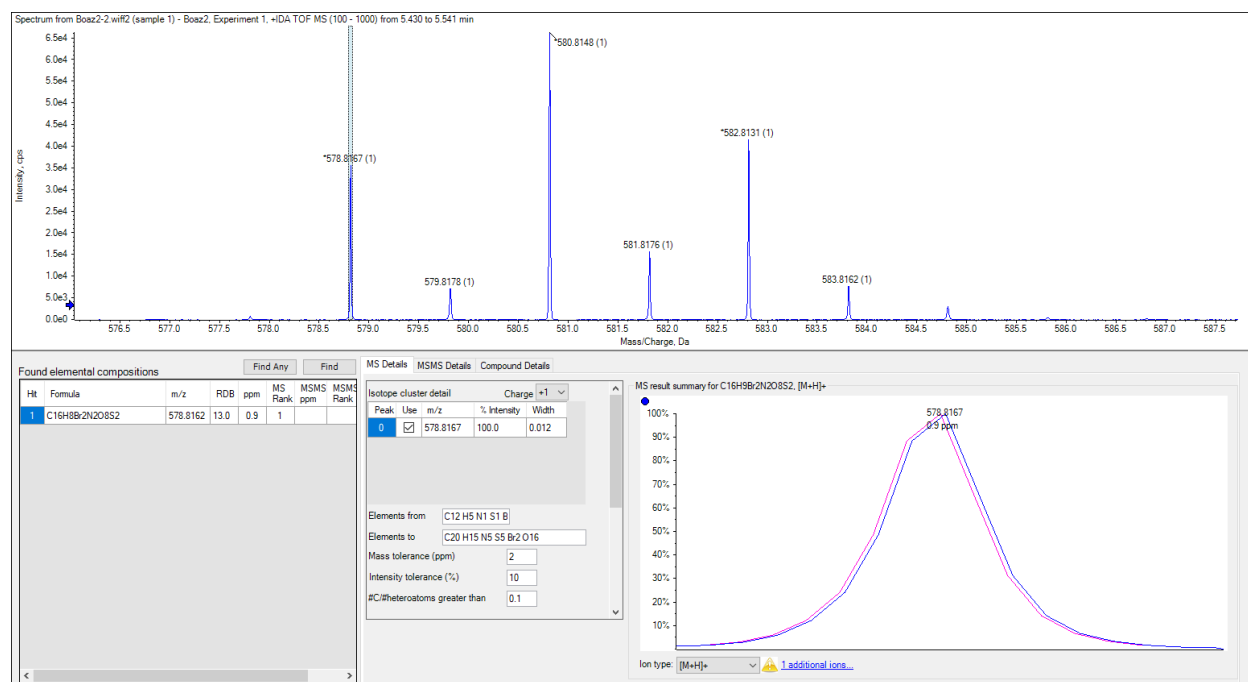 Spectrum from Boaz2-2.wiff2 (sample 1) - Boaz2, Experiment 1, +IDA TOF MS (100 - 1000) from 5.430 to 5.541 min
Intensity, cps
6.5e4
6.0e4
5.5e4
5.0e4
4.5e4
4.0e4
3.5e4
3.0e4
2.5e4
2.0e4
1.5e4
1.0e4
5.0e3
0.0e0
*578.8167 (1)
579.8178 (1)
*580.8148 (1)
581.8176 (1)
*582.8131 (1)
583.8162 (1)
576.5 577.0 577.5 578.0 578.5 579.0 579.5 580.0 580.5 581.0 581.5 582.0 582.5 583.0 583.5 584.0 584.5 585.0 585.5 586.0 586.5 587.0 587.5
Mass/Charge, Da
Found elemental compositions
Find Any Find
Hit Formula m/z RDB ppm MS Rank MSMS ppm MSMS Rank
1 C16H8Br2N2O8S2 578.8162 13.0 0.9 1
MS Details MSMS Details Compound Details
Isotope cluster detail Charge +1
Peak Use m/z % Intensity Width
0 578.8167 100.0 0.012
Elements from C12 H5 N1 S1 B
Elements to C20 H15 N5 S5 Br2 O16
Mass tolerance (ppm) 2
Intensity tolerance (%) 10
#C/#heteroatoms greater than 0.1
MS result summary for C16H9Br2N2O8S2, [M+H]+
100%
90%
80%
70%
60%
50%
40%
30%
20%
10%
578.8167
0.9 ppm
Ion type: [M+H]+ 1 additional ions...